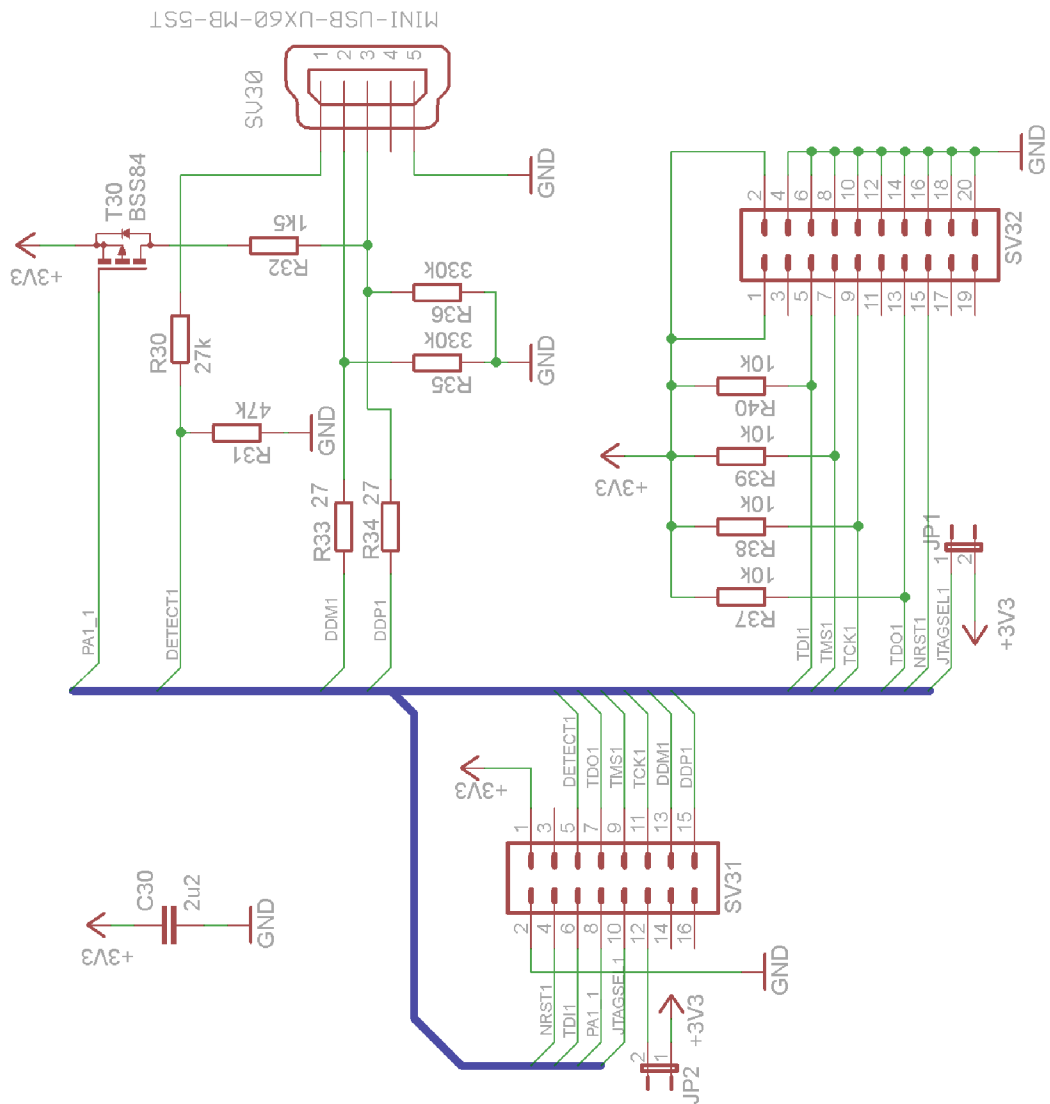 MINI-USB-UX60-MB-5ST
SV30
1
2
3
4
5
GND
+3V3
T30
BSS84
1k5
R32
R30
27k
47k
R31
GND
330k
R36
330k
R35
GND
R33
27
R34
27
PA1_1
DETECT1
DDM1
DDP1
+3V3
10k
R40
10k
R39
10k
R38
10k
R37
TDI1
TMS1
TCK1
TDO1
NRST1
JTAGSEL1
JP1
1
2
+3V3
2
4
6
8
10
12
14
16
18
20
1
3
5
7
9
11
13
15
17
19
SV32
GND
+3V3
DETECT1
TDO1
TMS1
TCK1
DDM1
DDP1
1
3
5
7
9
11
13
15
2
4
6
8
10
12
14
16
SV31
GND
NRST1
TDI1
PA1_1
JTAGSEL1
2
1
JP2
+3V3
+3V3
C30
2u2
GND